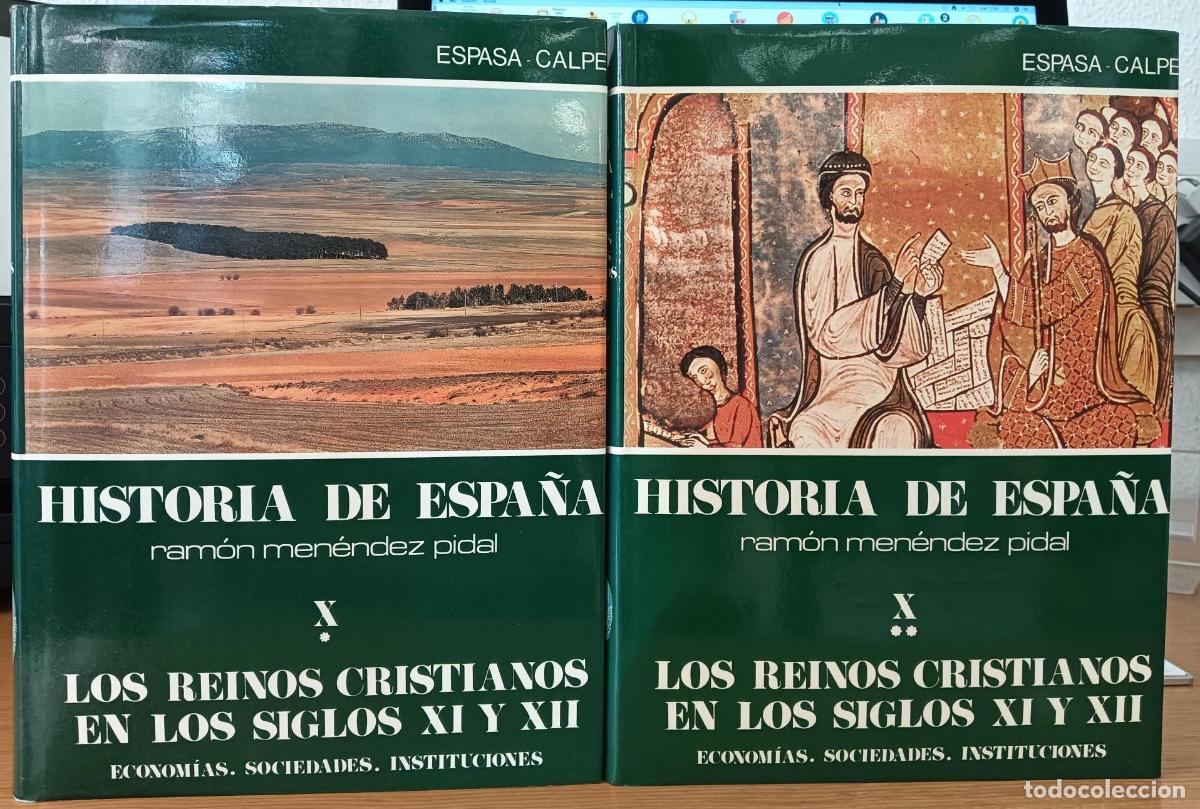 ESPASA - CALPE
HISTORIA DE ESPAÑA
ramón menéndez pidal
X
*
LOS REINOS CRISTIANOS
EN LOS SIGLOS XI Y XII
ECONOMÍAS. SOCIEDADES. INSTITUCIONES
ESPASA - CALPE
HISTORIA DE ESPAÑA
ramón menéndez pidal
X
**
LOS REINOS CRISTIANOS
EN LOS SIGLOS XI Y XII
ECONOMÍAS. SOCIEDADES. INSTITUCIONES
todocoleccion